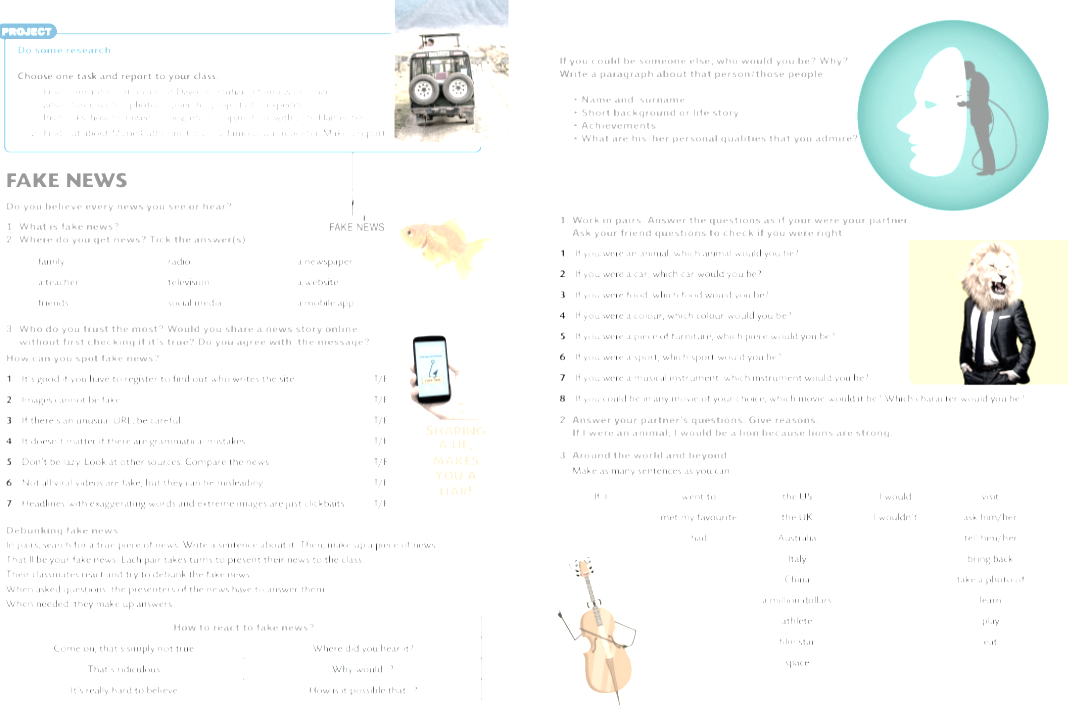 PROJECT
Do some research.
Choose one task and report to your class.
FAKE NEWS
Do you believe every news you see or hear?
1 What is fake news?
2 Where do you get news? Tick the answer(s)
FAKE NEWS
family radio a newspaper
a teacher television a website
friends social media a mobile app
3 Who do you trust the most? Would you share a news story online
without first checking if it's true? Do you agree with the message?
How can you spot fake news?
1 It's good if you have to register to find out who writes the site. T/F
2 Images cannot be fake. T/F
3 If there's an unusual URL, be careful. T/F
4 It doesn't matter if there are grammatical mistakes. T/F
5 Don't be lazy. Look at other sources. Compare the news. T/F
6 Not all viral videos are fake, but they can be misleading. T/F
7 Headlines with exaggerating words and extreme images are just clickbaits. T/F
SHARING
A LIE,
MAKES
YOU A
LIAR!
Debunking fake news
In pairs, search for a true piece of news. Write a sentence about it. Then, make up a piece of news.
That'll be your fake news. Each pair takes turns to present their news to the class.
Their classmates react and try to debunk the fake news.
When asked questions, the presenters of the news have to answer them.
When needed, they make up answers.
How to react to fake news?
Come on, that's simply not true. Where did you hear it?
That's ridiculous. Why would...?
It's really hard to believe. How is it possible that...?
If you could be someone else, who would you be? Why?
Write a paragraph about that person/those people.
• Name and surname
• Short background or life story
• Achievements
• What are his/her personal qualities that you admire?
1 Work in pairs. Answer the questions as if your were your partner.
Ask your friend questions to check if you were right.
1 If you were an animal, which animal would you be?
2 If you were a car, which car would you be?
3 If you were food, which food would you be?
4 If you were a colour, which colour would you be?
5 If you were a piece of furniture, which piece would you be?
6 If you were a sport, which sport would you be?
7 If you were a musical instrument, which instrument would you be?
8 If you could be in any movie of your choice, which movie would it be? Which character would you be?
2 Answer your partner's questions. Give reasons.
If I were an animal, I would be a lion because lions are strong.
3 Around the world and beyond
Make as many sentences as you can.
If I went to the US I would visit
met my favourite the UK I wouldn't ask him/her
had Australia tell him/her
Italy bring back
China take a photo of
a million dollars learn
athlete play
film star eat
space